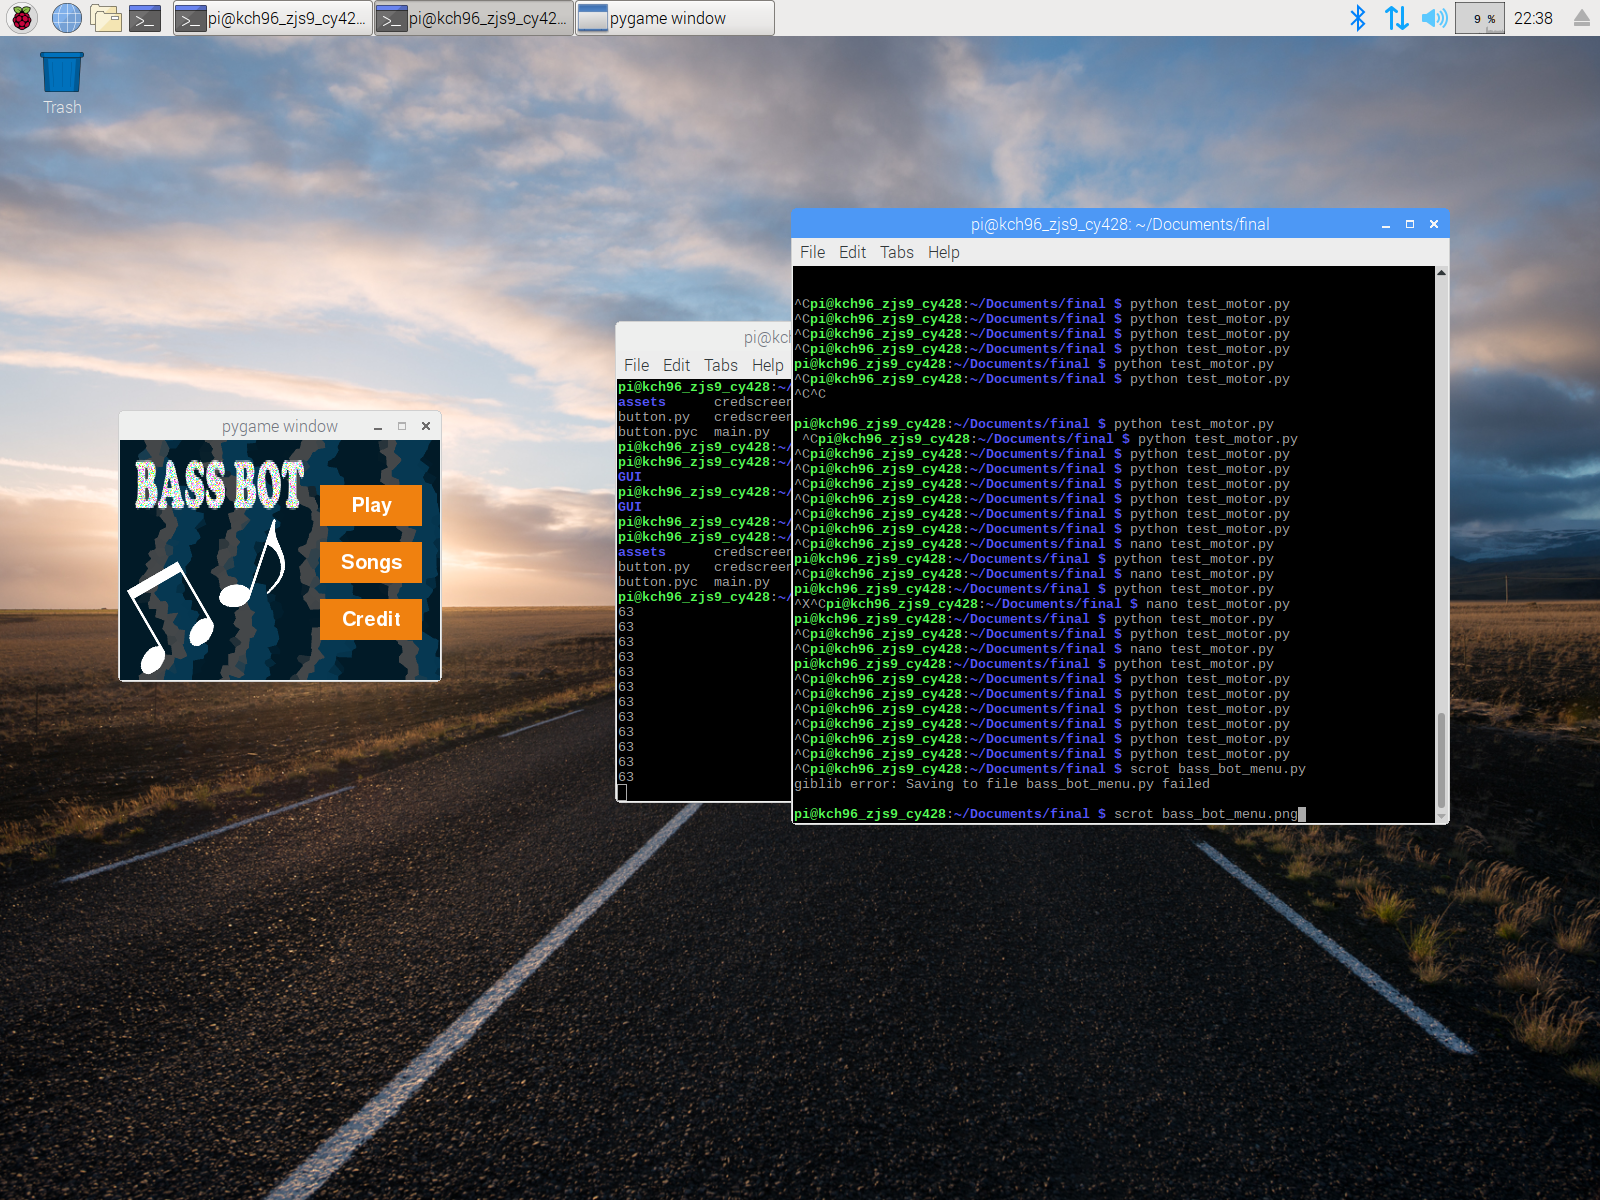 pi@kch96_zjs9_cy42...
pi@kch96_zjs9_cy42...
pygame window
9 %
22:38
Trash
pygame window
BASS BOT
Play
Songs
Credit
pi@kch
File Edit Tabs Help
pi@kch96_zjs9_cy428:~/
assets credscreen
button.py credscreen
button.pyc main.py
pi@kch96_zjs9_cy428:~/
pi@kch96_zjs9_cy428:~/
GUI
pi@kch96_zjs9_cy428:~/
GUI
pi@kch96_zjs9_cy428:~/
pi@kch96_zjs9_cy428:~/
assets credscreen
button.py credscreen
button.pyc main.py
pi@kch96_zjs9_cy428:~/
63
63
63
63
63
63
63
63
63
63
63
63
pi@kch96_zjs9_cy428: ~/Documents/final
File Edit Tabs Help
^Cpi@kch96_zjs9_cy428:~/Documents/final $ python test_motor.py
^Cpi@kch96_zjs9_cy428:~/Documents/final $ python test_motor.py
^Cpi@kch96_zjs9_cy428:~/Documents/final $ python test_motor.py
^Cpi@kch96_zjs9_cy428:~/Documents/final $ python test_motor.py
pi@kch96_zjs9_cy428:~/Documents/final $ python test_motor.py
^Cpi@kch96_zjs9_cy428:~/Documents/final $ python test_motor.py
^C^C
pi@kch96_zjs9_cy428:~/Documents/final $ python test_motor.py
^Cpi@kch96_zjs9_cy428:~/Documents/final $ python test_motor.py
^Cpi@kch96_zjs9_cy428:~/Documents/final $ python test_motor.py
^Cpi@kch96_zjs9_cy428:~/Documents/final $ python test_motor.py
^Cpi@kch96_zjs9_cy428:~/Documents/final $ python test_motor.py
^Cpi@kch96_zjs9_cy428:~/Documents/final $ python test_motor.py
^Cpi@kch96_zjs9_cy428:~/Documents/final $ python test_motor.py
^Cpi@kch96_zjs9_cy428:~/Documents/final $ python test_motor.py
^Cpi@kch96_zjs9_cy428:~/Documents/final $ nano test_motor.py
pi@kch96_zjs9_cy428:~/Documents/final $ python test_motor.py
^Cpi@kch96_zjs9_cy428:~/Documents/final $ nano test_motor.py
pi@kch96_zjs9_cy428:~/Documents/final $ python test_motor.py
^X^Cpi@kch96_zjs9_cy428:~/Documents/final $ nano test_motor.py
pi@kch96_zjs9_cy428:~/Documents/final $ python test_motor.py
^Cpi@kch96_zjs9_cy428:~/Documents/final $ python test_motor.py
^Cpi@kch96_zjs9_cy428:~/Documents/final $ nano test_motor.py
pi@kch96_zjs9_cy428:~/Documents/final $ python test_motor.py
^Cpi@kch96_zjs9_cy428:~/Documents/final $ python test_motor.py
^Cpi@kch96_zjs9_cy428:~/Documents/final $ python test_motor.py
^Cpi@kch96_zjs9_cy428:~/Documents/final $ python test_motor.py
^Cpi@kch96_zjs9_cy428:~/Documents/final $ python test_motor.py
^Cpi@kch96_zjs9_cy428:~/Documents/final $ python test_motor.py
^Cpi@kch96_zjs9_cy428:~/Documents/final $ python test_motor.py
^Cpi@kch96_zjs9_cy428:~/Documents/final $ scrot bass_bot_menu.py
giblib error: Saving to file bass_bot_menu.py failed
pi@kch96_zjs9_cy428:~/Documents/final $ scrot bass_bot_menu.png